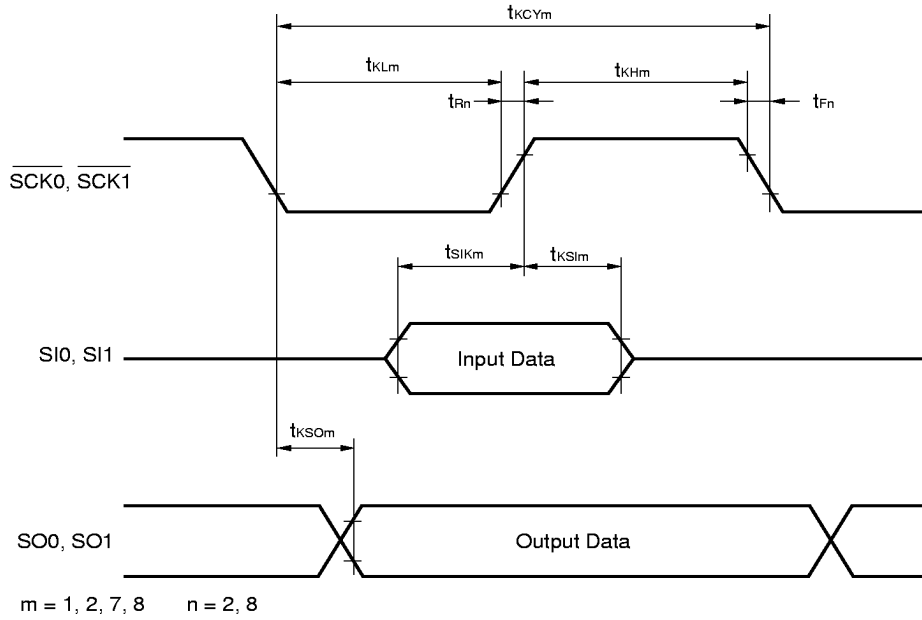 tKCYm
tKLm
tKHm
tRn
tFn
SCK0, SCK1
tSIKm
tKSIm
SI0, SI1
Input Data
tKSOm
SO0, SO1
Output Data
m = 1, 2, 7, 8 n = 2, 8